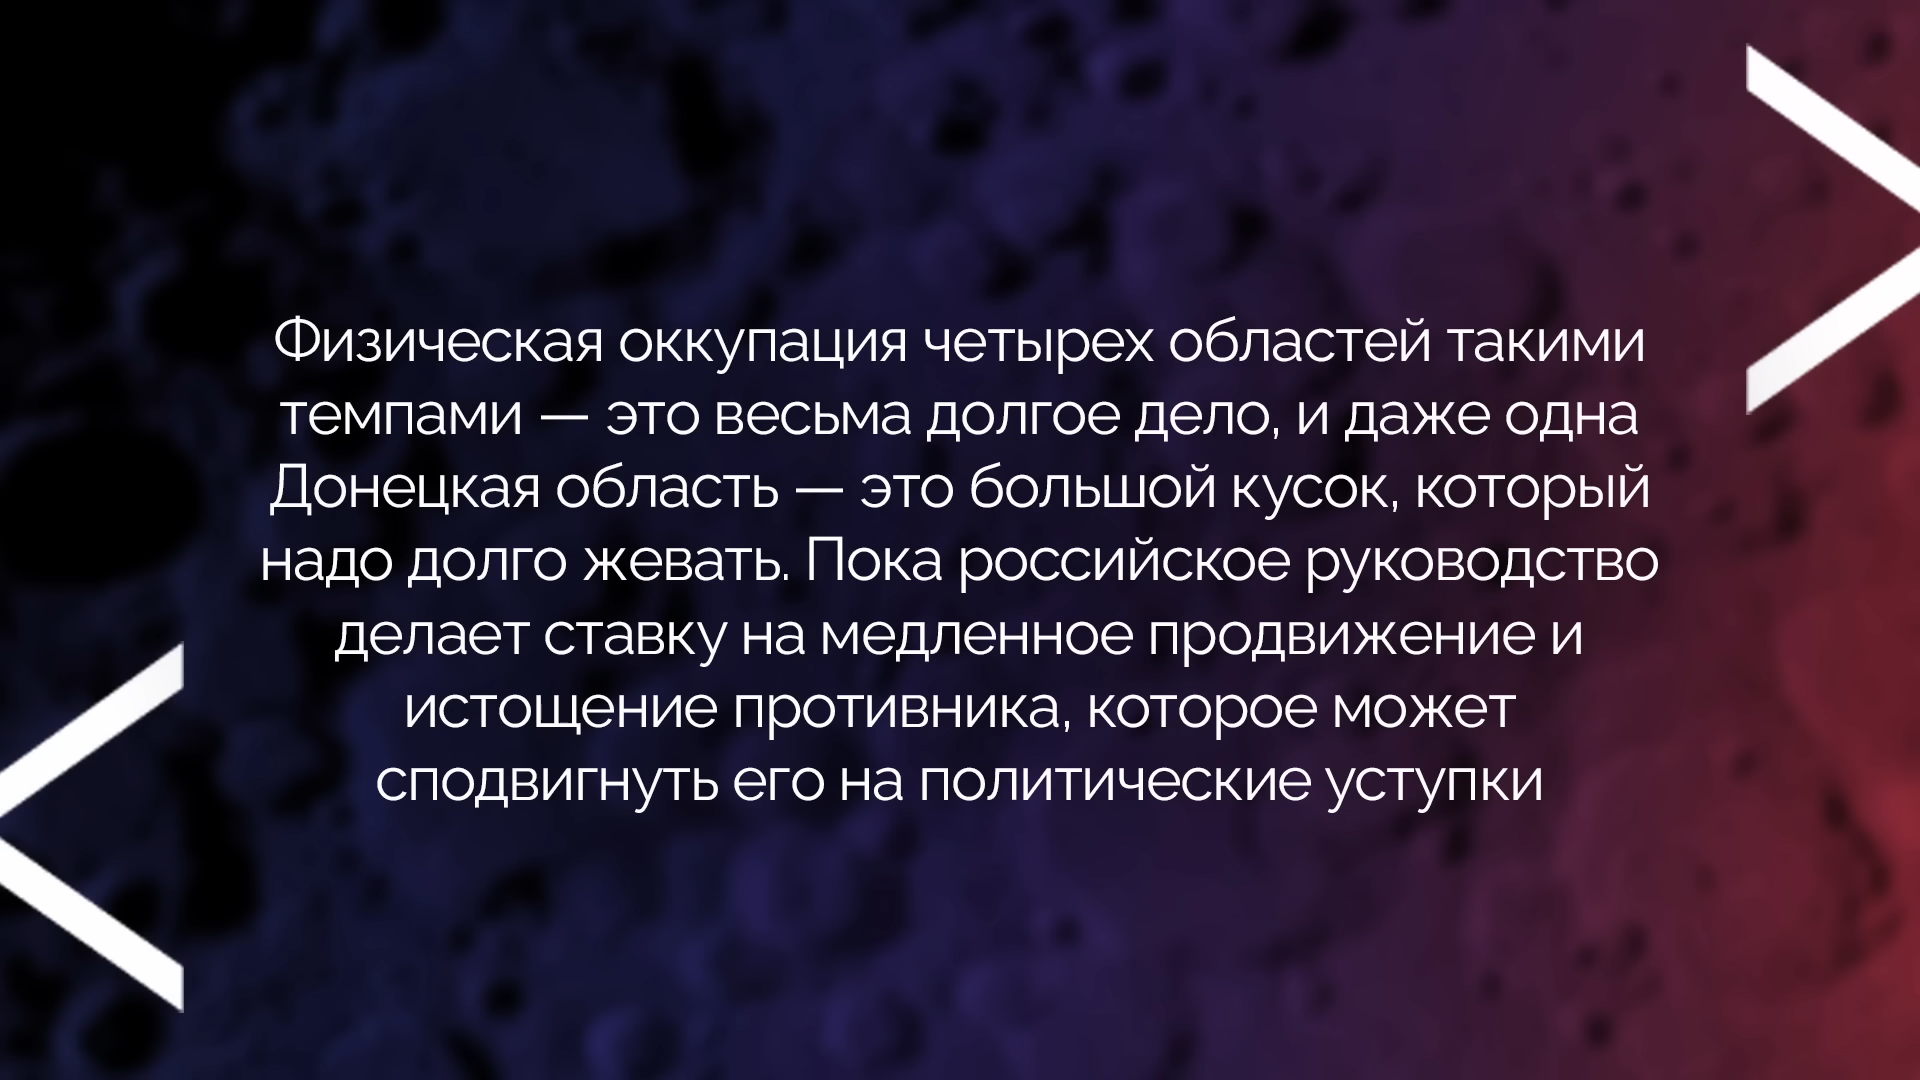 Физическая оккупация четырех областей такими
темпами — это весьма долгое дело, и даже одна
Донецкая область — это большой кусок, который
надо долго жевать. Пока российское руководство
делает ставку на медленное продвижение и
истощение противника, которое может
сподвигнуть его на политические уступки